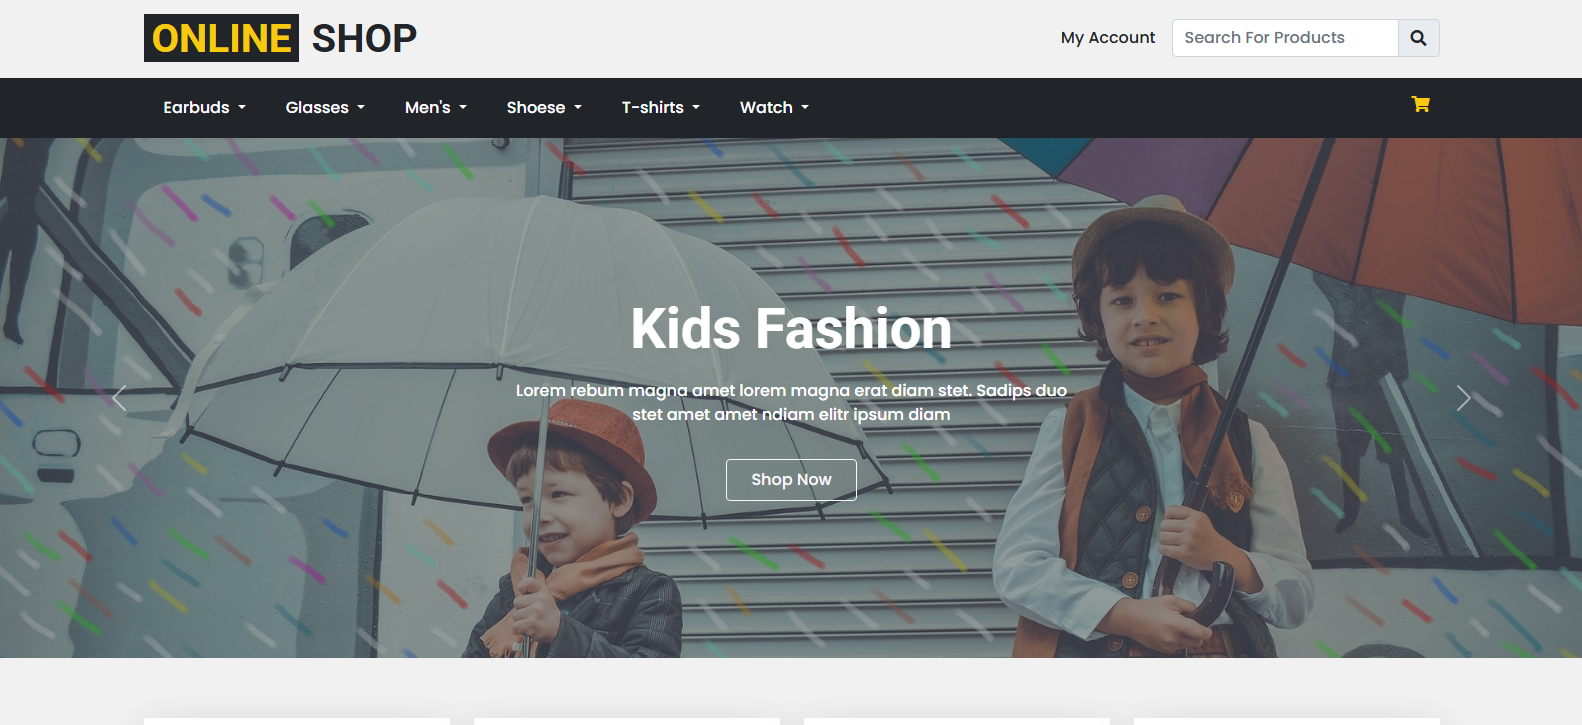 ONLINE SHOP
My Account
Search For Products
Earbuds
Glasses
Men's
Shoese
T-shirts
Watch
Kids Fashion
Lorem rebum magna amet lorem magna erat diam stet. Sadips duo
stet amet amet ndiam elitr ipsum diam
Shop Now